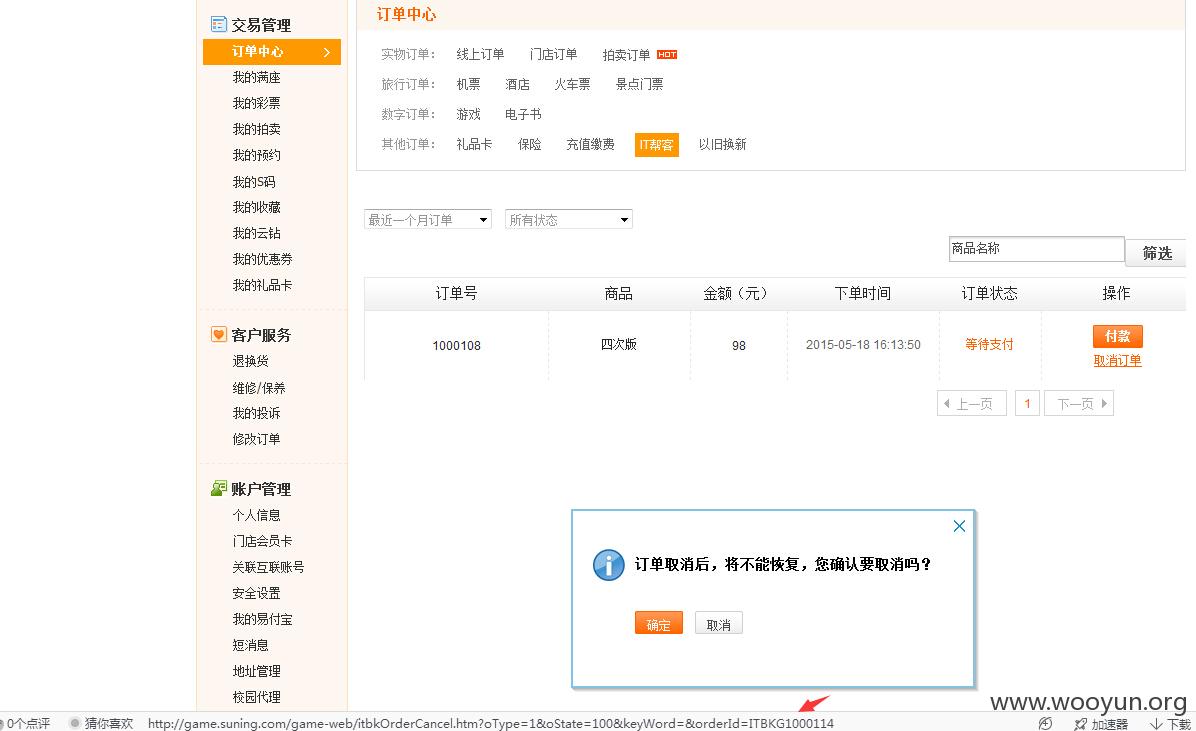 交易管理
订单中心
我的满座
我的彩票
我的拍卖
我的预约
我的S码
我的收藏
我的云钻
我的优惠券
我的礼品卡
客户服务
退换货
维修/保养
我的投诉
修改订单
账户管理
个人信息
门店会员卡
关联互联账号
安全设置
我的易付宝
短消息
地址管理
校园代理
订单中心
实物订单： 线上订单 门店订单 拍卖订单 HOT
旅行订单： 机票 酒店 火车票 景点门票
数字订单： 游戏 电子书
其他订单： 礼品卡 保险 充值缴费 IT帮客 以旧换新
最近一个月订单 所有状态
商品名称 筛选
订单号 商品 金额（元） 下单时间 订单状态 操作
1000108 四次版 98 2015-05-18 16:13:50 等待支付 付款
取消订单
上一页 1 下一页
订单取消后，将不能恢复，您确认要取消吗？
确定 取消
www.wooyun.org
0个点评 猜你喜欢 http://game.suning.com/game-web/itbkOrderCancel.htm?oType=1&oState=100&keyWord=&orderId=ITBKG1000114 加速器 下载